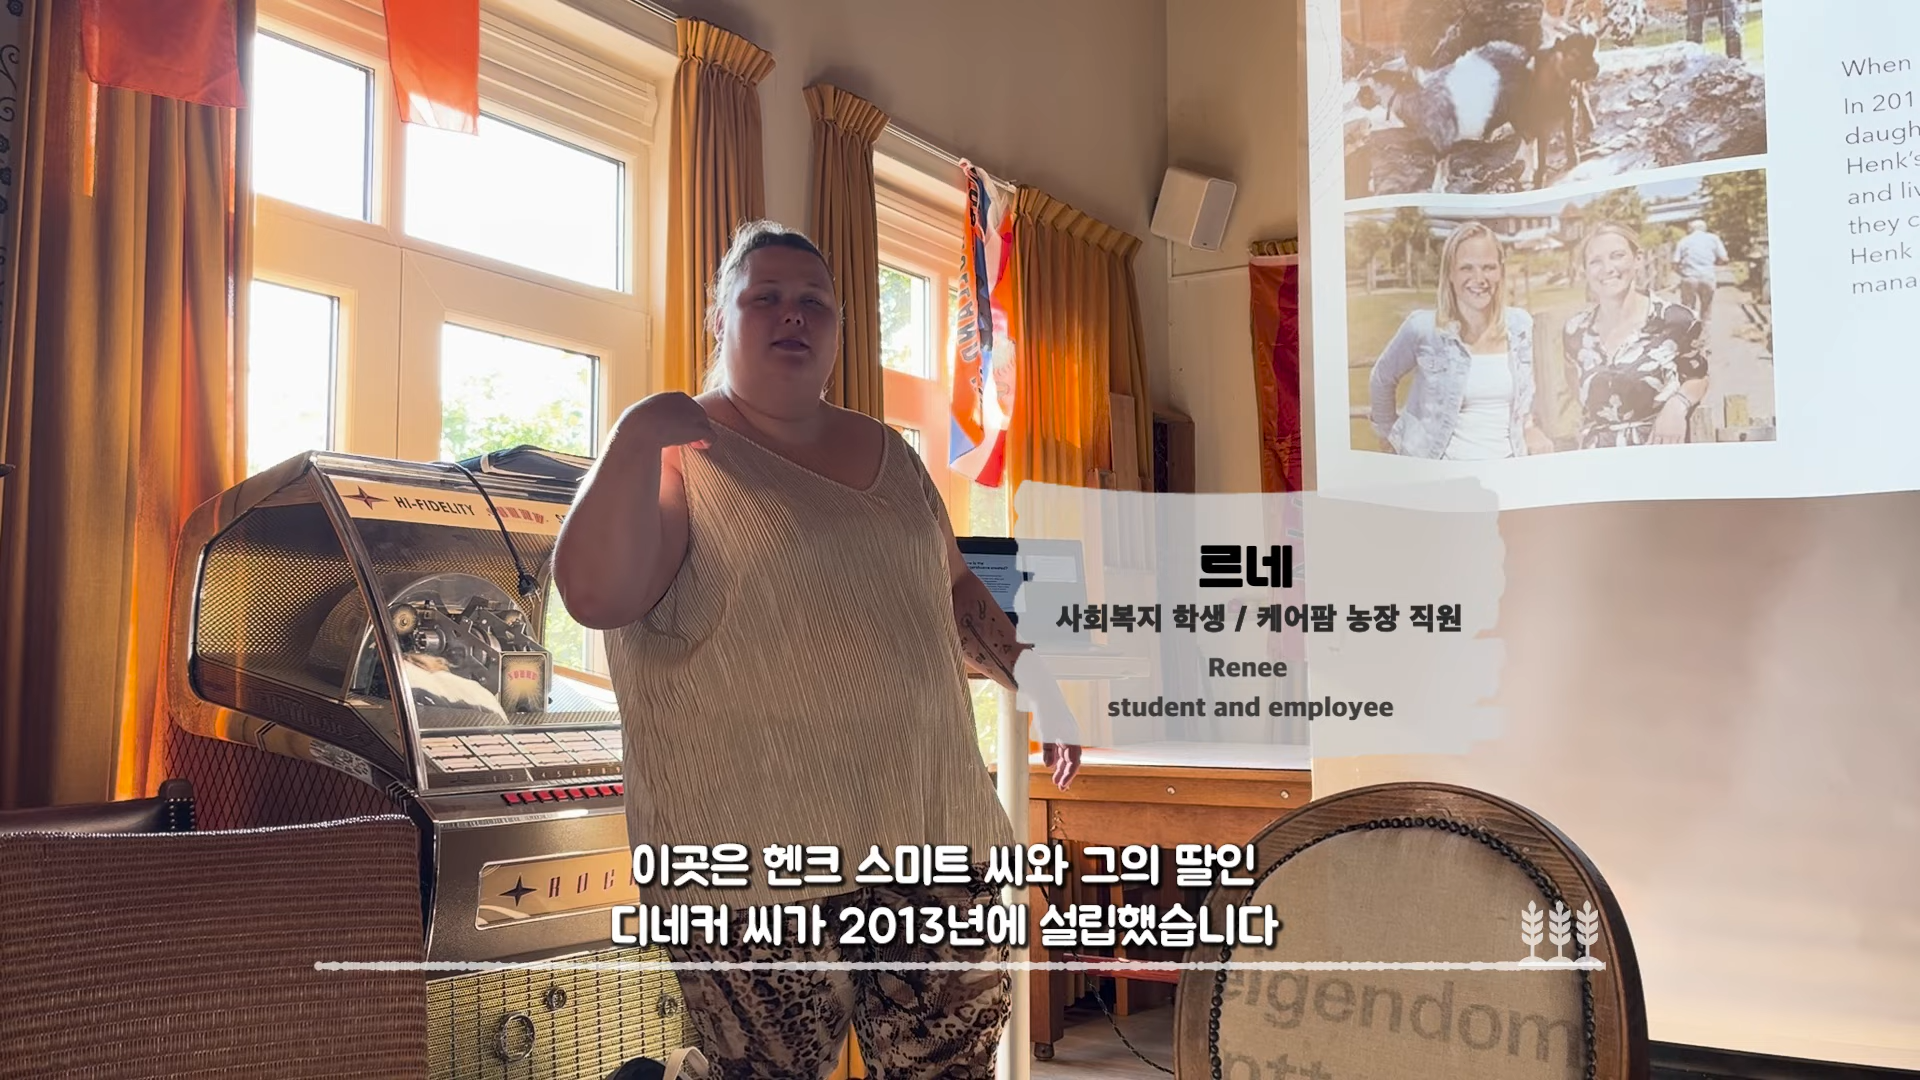 HI-FIDELITY SOUND
When
In 201
daugh
Henk's
and liv
they c
Henk
mana
르네
사회복지 학생 / 케어팜 농장 직원
Renee
student and employee
이곳은 헨크 스미트 씨와 그의 딸인
디네커 씨가 2013년에 설립했습니다
eigendom